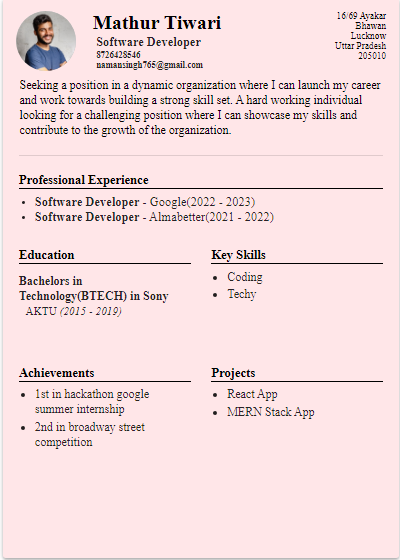 Mathur Tiwari
Software Developer
8726428546
namansingh765@gmail.com
16/69 Ayakar
Bhawan
Lucknow
Uttar Pradesh
205010
Seeking a position in a dynamic organization where I can launch my career
and work towards building a strong skill set. A hard working individual
looking for a challenging position where I can showcase my skills and
contribute to the growth of the organization.
Professional Experience
• Software Developer - Google(2022 - 2023)
• Software Developer - Almabetter(2021 - 2022)
Education
Bachelors in
Technology(BTECH) in Sony
AKTU (2015 - 2019)
Key Skills
• Coding
• Techy
Achievements
• 1st in hackathon google
summer internship
• 2nd in broadway street
competition
Projects
• React App
• MERN Stack App